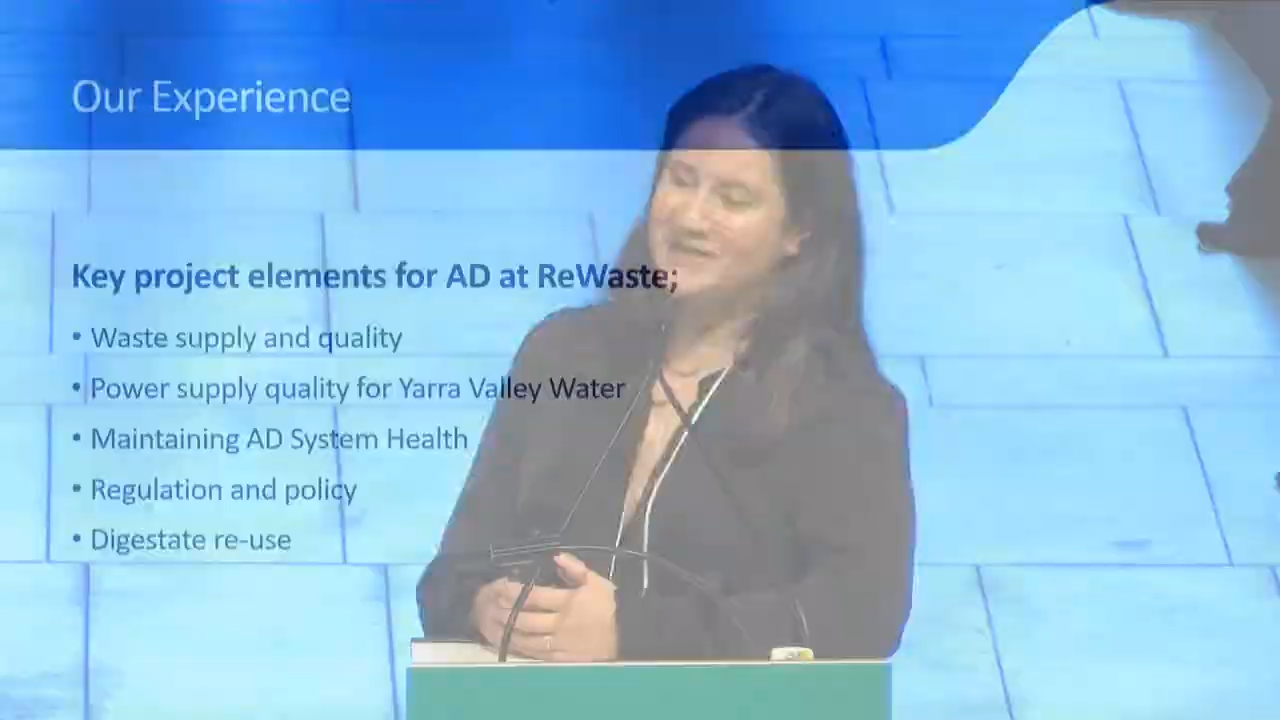 Our Experience
Key project elements for AD at ReWaste;
• Waste supply and quality
• Power supply quality for Yarra Valley Water
• Maintaining AD System Health
• Regulation and policy
• Digestate re-use